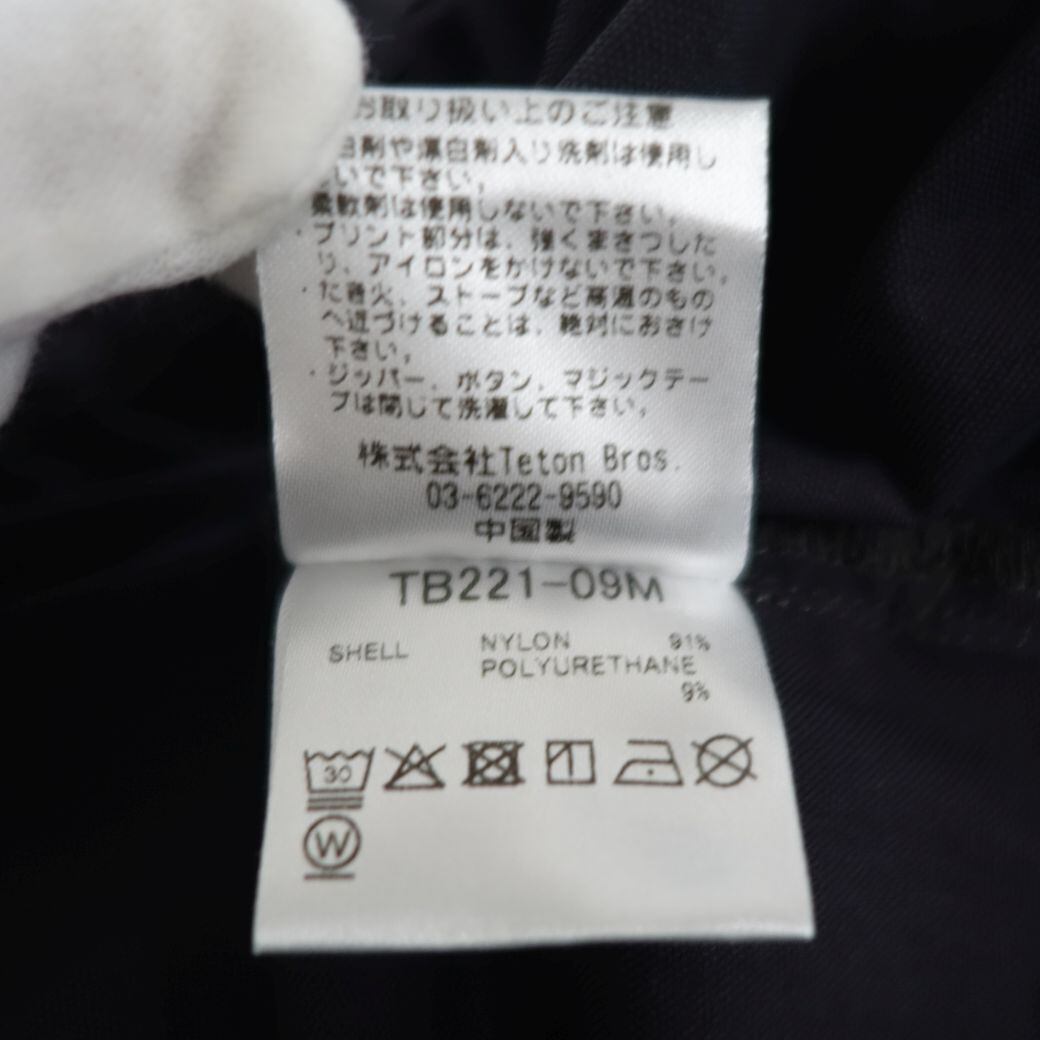 お取り扱い上のご注意
白剤や漂白剤入り洗剤は使用し
いで下さい。
柔軟剤は使用しないで下さい。
・プリント部分は、強くまさつした
り、アイロンをかけないで下さい。
・たき火、ストーブなど高温のもの
へ近づけることは、絶対におさけ
下さい。
・ジッパー、ボタン、マジックテー
プは閉じて洗濯して下さい。
株式会社Teton Bros.
03-6222-9590
中国製
TB221-09M
SHELL NYLON 91%
POLYURETHANE
9%
30
W